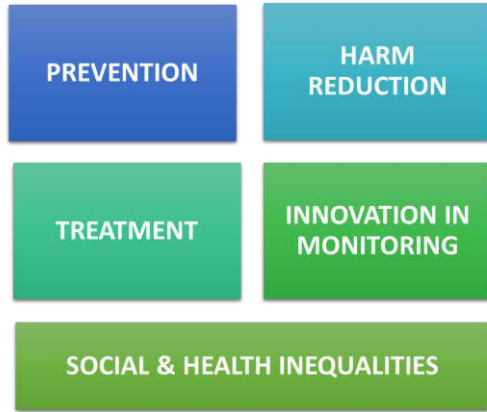 PREVENTION
HARM
REDUCTION
TREATMENT
INNOVATION IN
MONITORING
SOCIAL & HEALTH INEQUALITIES